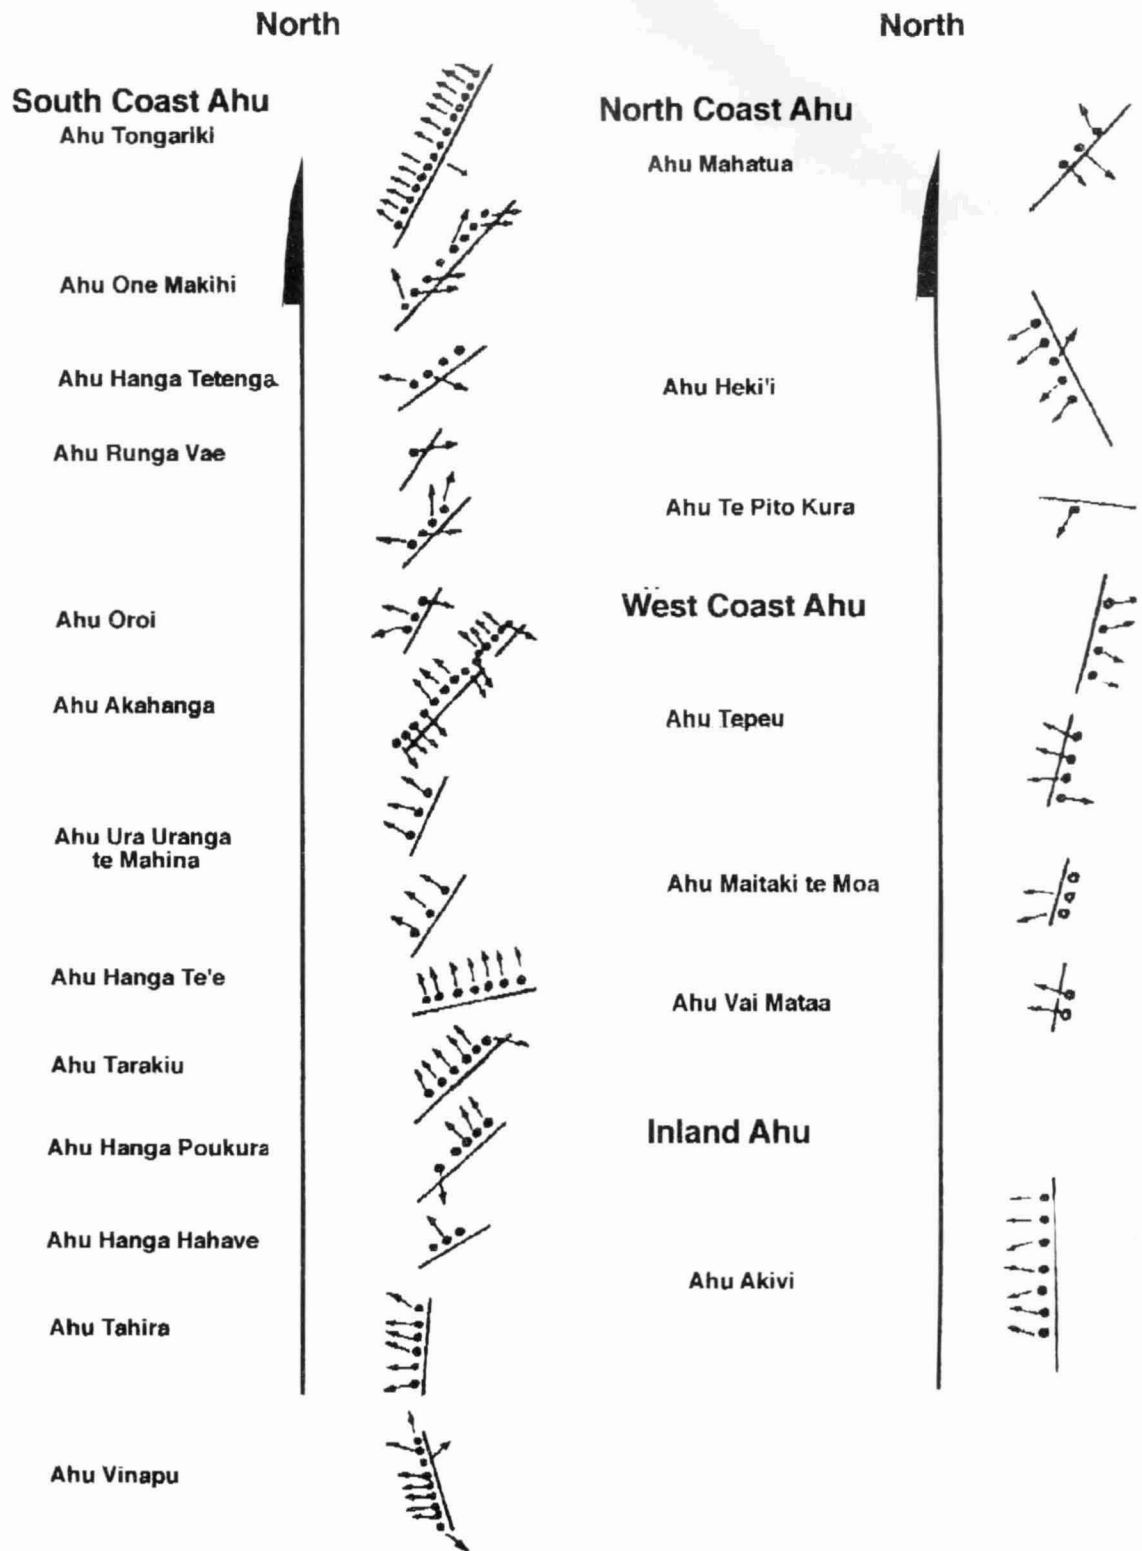 North
South Coast Ahu
Ahu Tongariki
Ahu One Makihi
Ahu Hanga Tetenga
Ahu Runga Vae
Ahu Oroi
Ahu Akahanga
Ahu Ura Uranga
te Mahina
Ahu Hanga Te'e
Ahu Tarakiu
Ahu Hanga Poukura
Ahu Hanga Hahave
Ahu Tahira
Ahu Vinapu
North
North Coast Ahu
Ahu Mahatua
Ahu Heki'i
Ahu Te Pito Kura
West Coast Ahu
Ahu Tepeu
Ahu Maitaki te Moa
Ahu Vai Mataa
Inland Ahu
Ahu Akivi